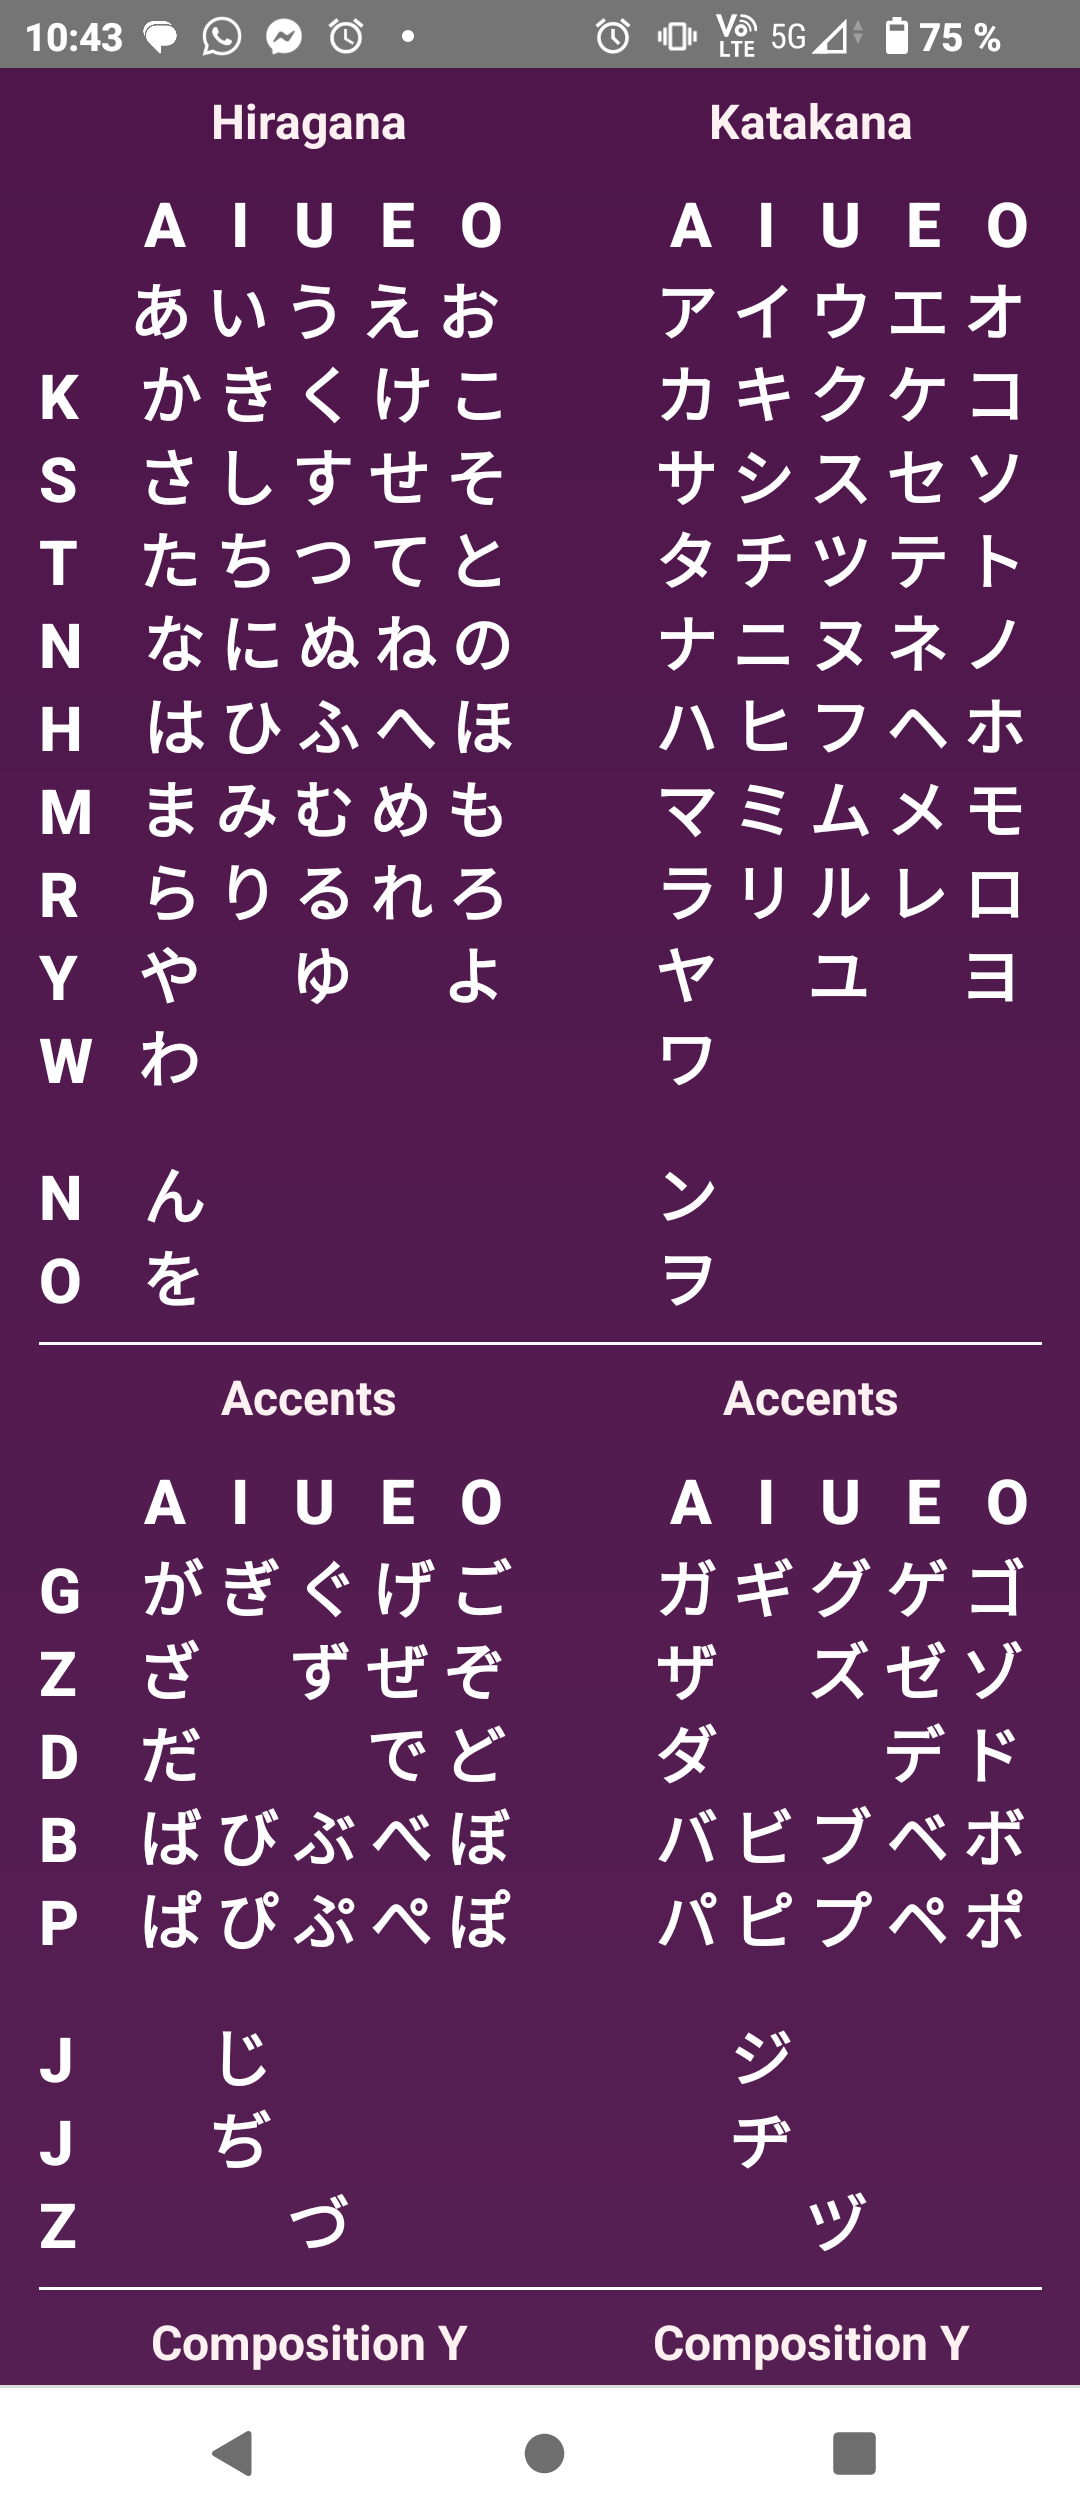 10:43 VoLTE 5G 75 %
Hiragana Katakana
A I U E O A I U E O
あ い う え お ア イ ウ エ オ
K か き く け こ カ キ ク ケ コ
S さ し す せ そ サ シ ス セ ソ
T た ち つ て と タ チ ツ テ ト
N な に ぬ ね の ナ ニ ヌ ネ ノ
H は ひ ふ へ ほ ハ ヒ フ ヘ ホ
M ま み む め も マ ミ ム メ モ
R ら り る れ ろ ラ リ ル レ ロ
Y や ゆ よ ヤ ユ ヨ
W わ ワ
N ん ン
O を ヲ
Accents Accents
A I U E O A I U E O
G が ぎ ぐ げ ご ガ ギ グ ゲ ゴ
Z ざ ず ぜ ぞ ザ ズ ゼ ゾ
D だ で ど ダ デ ド
B ば び ぶ べ ぼ バ ビ ブ ベ ボ
P ぱ ぴ ぷ ぺ ぽ パ ピ プ ペ ポ
J じ ジ
J ぢ ヂ
Z づ ヅ
Composition Y Composition Y